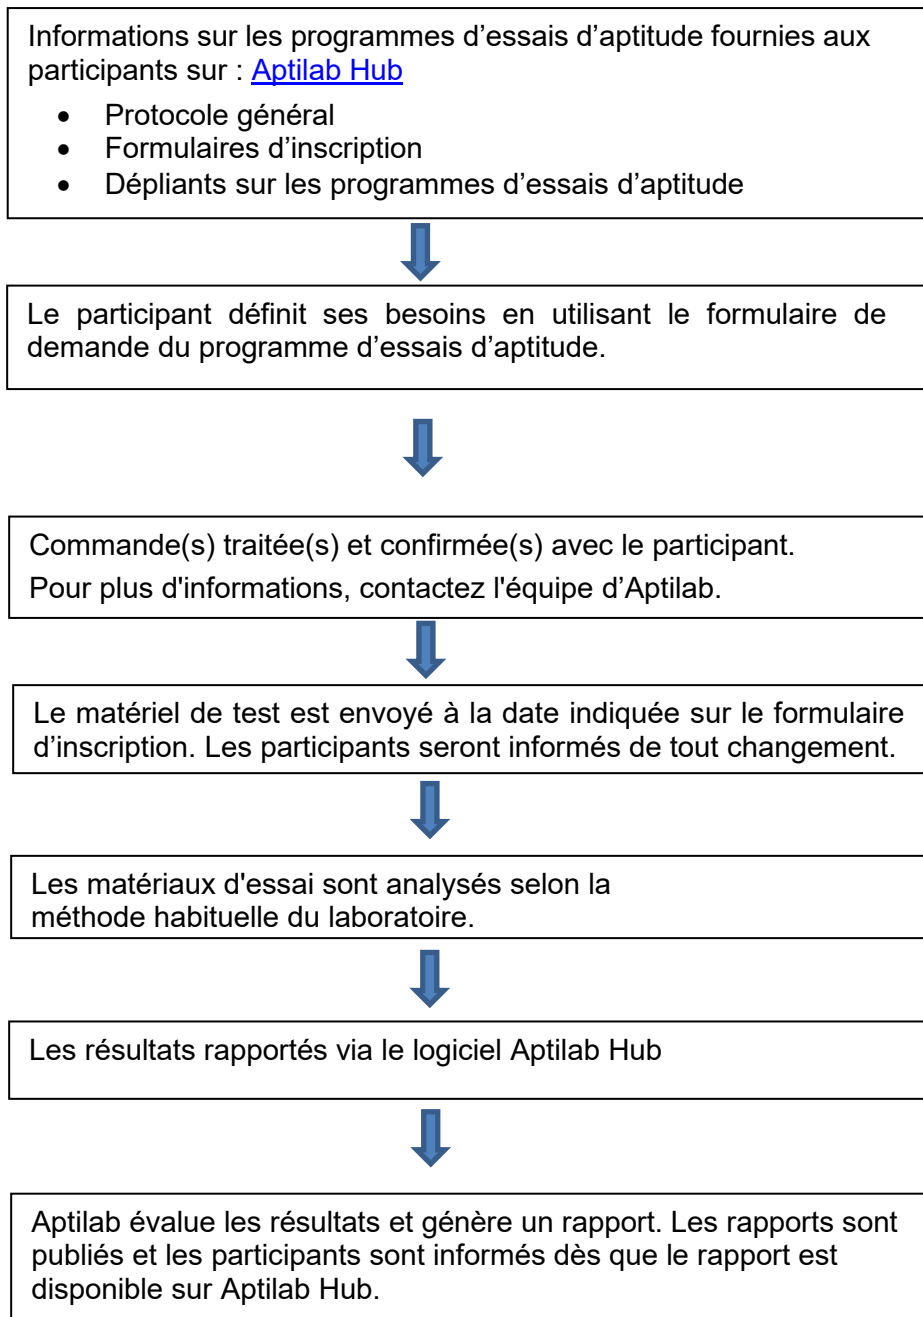 Informations sur les programmes d’essais d’aptitude fournies aux
participants sur : Aptilab Hub
• Protocole général
• Formulaires d’inscription
• Dépliants sur les programmes d’essais d’aptitude
Le participant définit ses besoins en utilisant le formulaire de
demande du programme d’essais d’aptitude.
Commande(s) traitée(s) et confirmée(s) avec le participant.
Pour plus d'informations, contactez l'équipe d’Aptilab.
Le matériel de test est envoyé à la date indiquée sur le formulaire
d’inscription. Les participants seront informés de tout changement.
Les matériaux d'essai sont analysés selon la
méthode habituelle du laboratoire.
Les résultats rapportés via le logiciel Aptilab Hub
Aptilab évalue les résultats et génère un rapport. Les rapports sont
publiés et les participants sont informés dès que le rapport est
disponible sur Aptilab Hub.